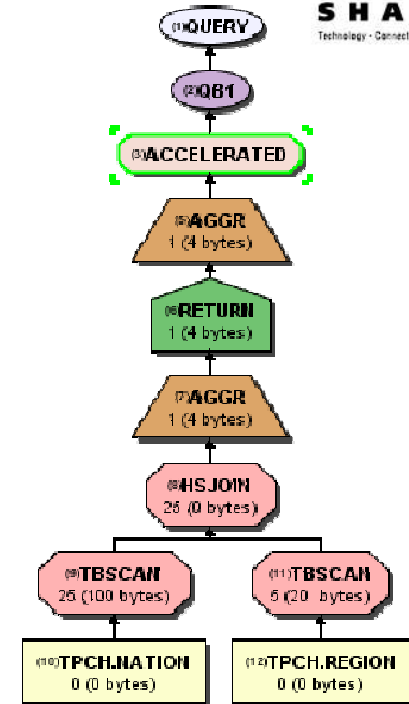 S H A
Technology · Connect
(1)QUERY
(2)QB1
(3)ACCELERATED
(5)AGGR
1 (4 bytes)
(6)RETURN
1 (4 bytes)
(7)AGGR
1 (4 bytes)
(8)HSJOIN
25 (0 bytes)
(9)TBSCAN
25 (100 bytes)
(11)TBSCAN
5 (20 bytes)
(10)TPCH.NATION
0 (0 bytes)
(12)TPCH.REGION
0 (0 bytes)